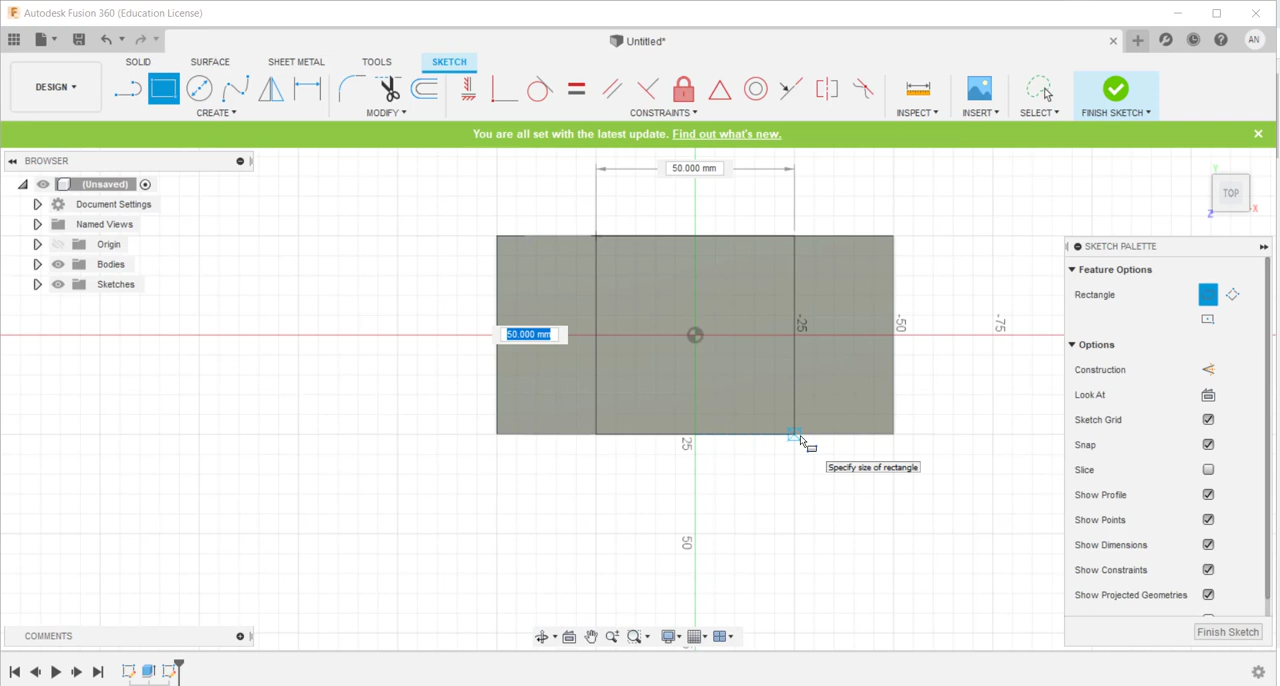 Autodesk Fusion 360 (Education License)
Untitled*
AN
DESIGN
SOLID
SURFACE
SHEET METAL
TOOLS
SKETCH
CREATE
MODIFY
CONSTRAINTS
INSPECT
INSERT
SELECT
FINISH SKETCH
You are all set with the latest update. Find out what's new.
BROWSER
(Unsaved)
Document Settings
Named Views
Origin
Bodies
Sketches
50.000 mm
50.000 mm
-25
-50
-75
25
50
Specify size of rectangle
Y
TOP
Z
-X
SKETCH PALETTE
Feature Options
Rectangle
Options
Construction
Look At
Sketch Grid
Snap
Slice
Show Profile
Show Points
Show Dimensions
Show Constraints
Show Projected Geometries
Finish Sketch
COMMENTS